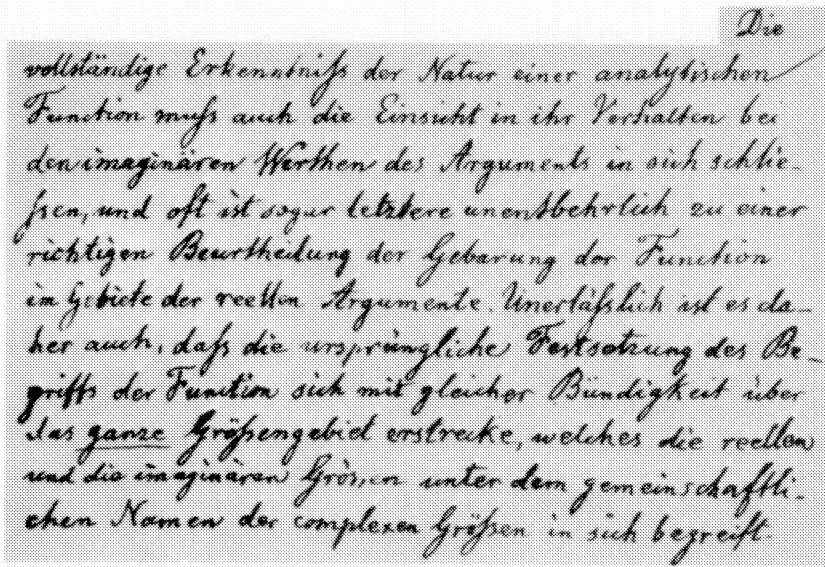 Die
vollständige Erkenntniſs der Natur einer analytischen
Function muſs auch die Einsicht in ihr Verhalten bei
den imaginären Werthen des Arguments in sich schlie-
ſsen, und oft ist sogar letztere unentbehrlich zu einer
richtigen Beurtheilung der Gebarung der Function
im Gebiete der reellen Argumente. Unerläſslich ist es da-
her auch, daſs die ursprüngliche Festsetzung des Be-
griffs der Function sich mit gleicher Bündigkeit über
das ganze Gröſsengebiet erstrecke, welches die reellen
und die imaginären Gröſsen unter dem gemeinschaftli-
chen Namen der complexen Gröſsen in sich begreift.